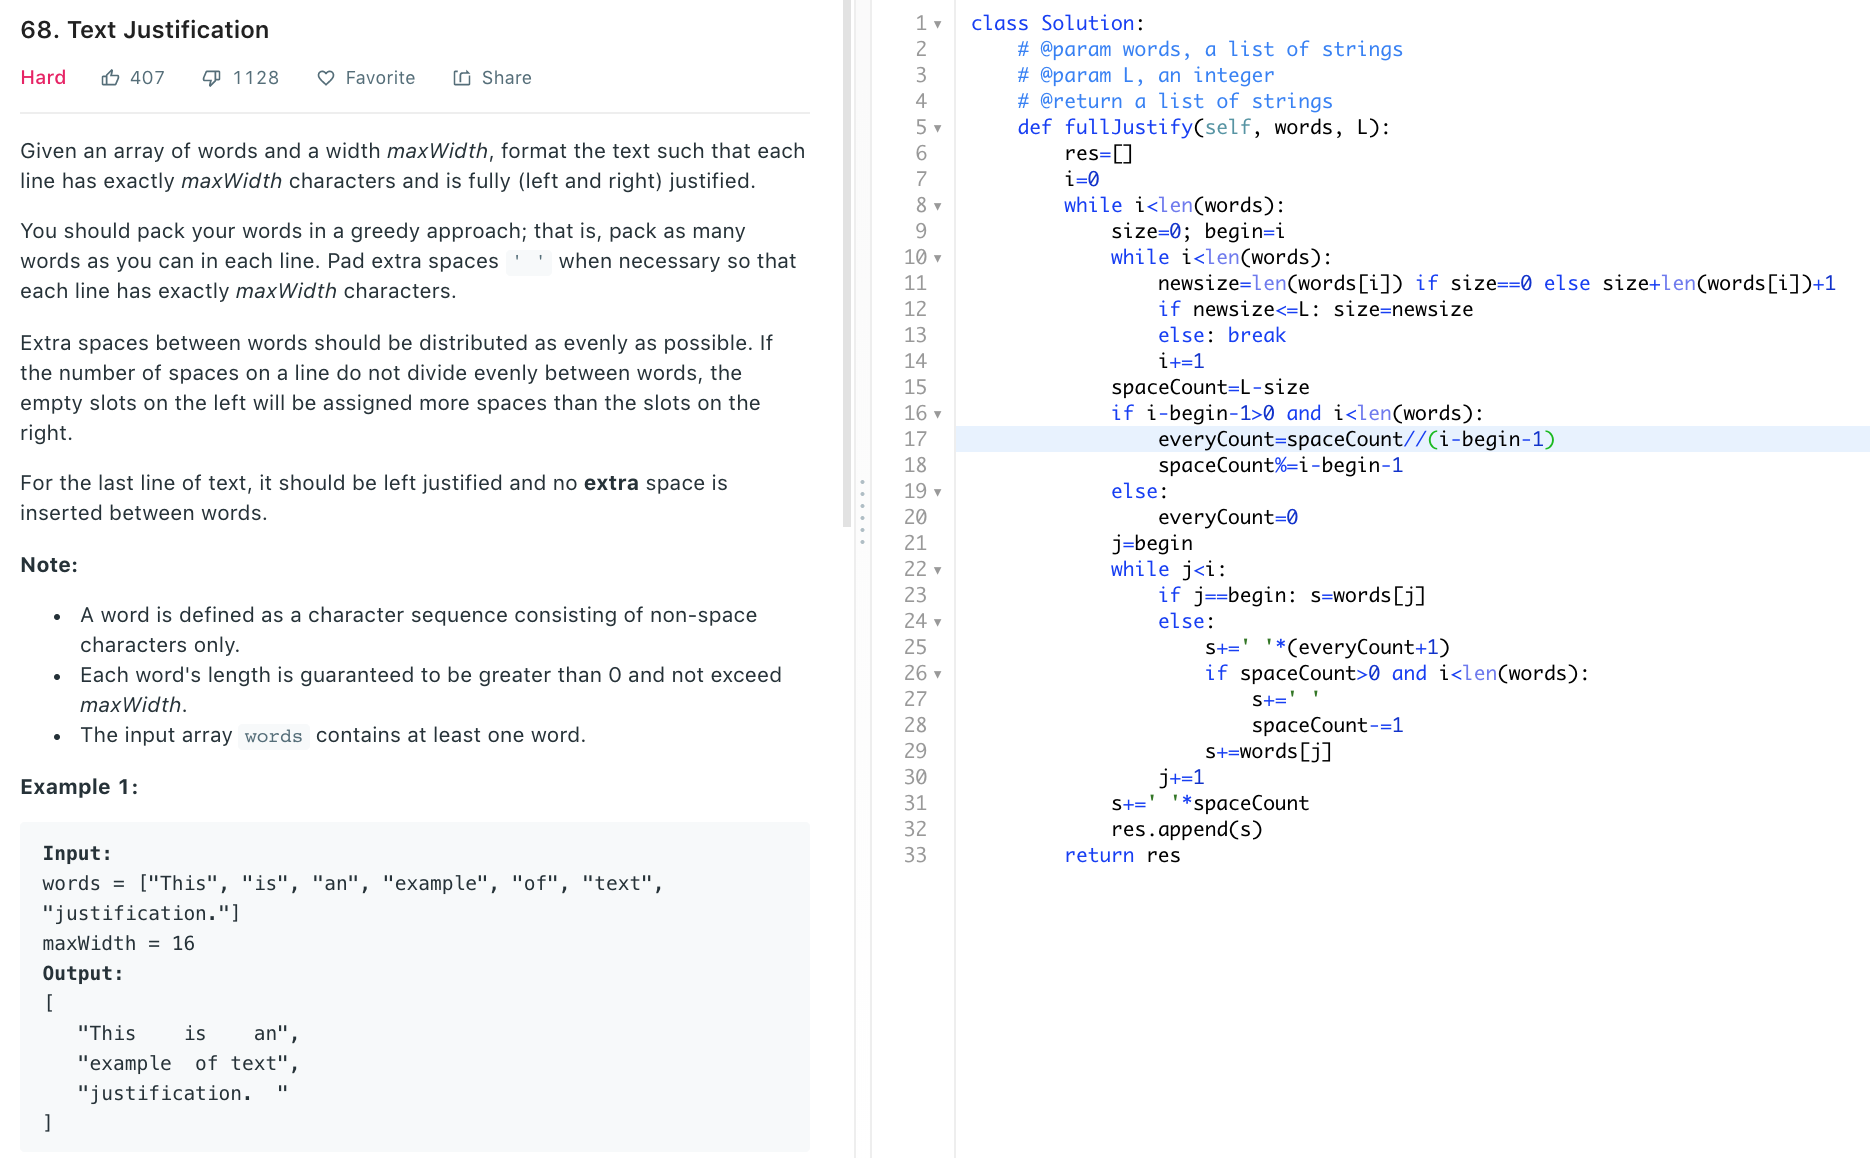 68. Text Justification
Hard 407 1128 Favorite Share
Given an array of words and a width maxWidth, format the text such that each
line has exactly maxWidth characters and is fully (left and right) justified.
You should pack your words in a greedy approach; that is, pack as many
words as you can in each line. Pad extra spaces ' ' when necessary so that
each line has exactly maxWidth characters.
Extra spaces between words should be distributed as evenly as possible. If
the number of spaces on a line do not divide evenly between words, the
empty slots on the left will be assigned more spaces than the slots on the
right.
For the last line of text, it should be left justified and no extra space is
inserted between words.
Note:
• A word is defined as a character sequence consisting of non-space
characters only.
• Each word's length is guaranteed to be greater than 0 and not exceed
maxWidth.
• The input array words contains at least one word.
Example 1:
Input:
words = ["This", "is", "an", "example", "of", "text",
"justification."]
maxWidth = 16
Output:
[
   "This    is    an",
   "example  of text",
   "justification.  "
]
1 class Solution:
2     # @param words, a list of strings
3     # @param L, an integer
4     # @return a list of strings
5     def fullJustify(self, words, L):
6         res=[]
7         i=0
8         while i<len(words):
9             size=0; begin=i
10             while i<len(words):
11                 newsize=len(words[i]) if size==0 else size+len(words[i])+1
12                 if newsize<=L: size=newsize
13                 else: break
14                 i+=1
15             spaceCount=L-size
16             if i-begin-1>0 and i<len(words):
17                 everyCount=spaceCount//(i-begin-1)
18                 spaceCount%=i-begin-1
19             else:
20                 everyCount=0
21             j=begin
22             while j<i:
23                 if j==begin: s=words[j]
24                 else:
25                     s+=' '*(everyCount+1)
26                     if spaceCount>0 and i<len(words):
27                         s+=' '
28                         spaceCount-=1
29                     s+=words[j]
30                 j+=1
31             s+=' '*spaceCount
32             res.append(s)
33         return res